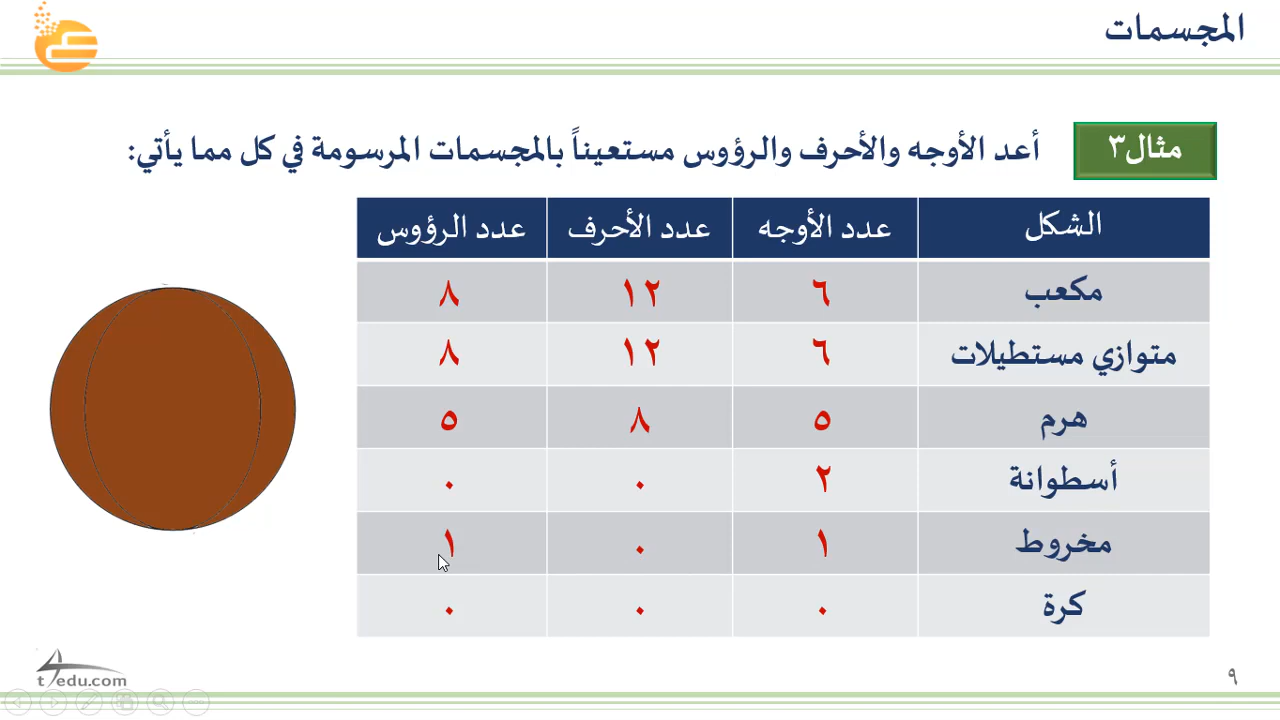 المجسمات
مثال٣ أعد الأوجه والأحرف والرؤوس مستعيناً بالمجسمات المرسومة في كل مما يأتي:
الشكل عدد الأوجه عدد الأحرف عدد الرؤوس
مكعب ٦ ١٢ ٨
متوازي مستطيلات ٦ ١٢ ٨
هرم ٥ ٨ ٥
أسطوانة ٢ ٠ ٠
مخروط ١ ٠ ١
كرة ٠ ٠ ٠
t4edu.com
٩